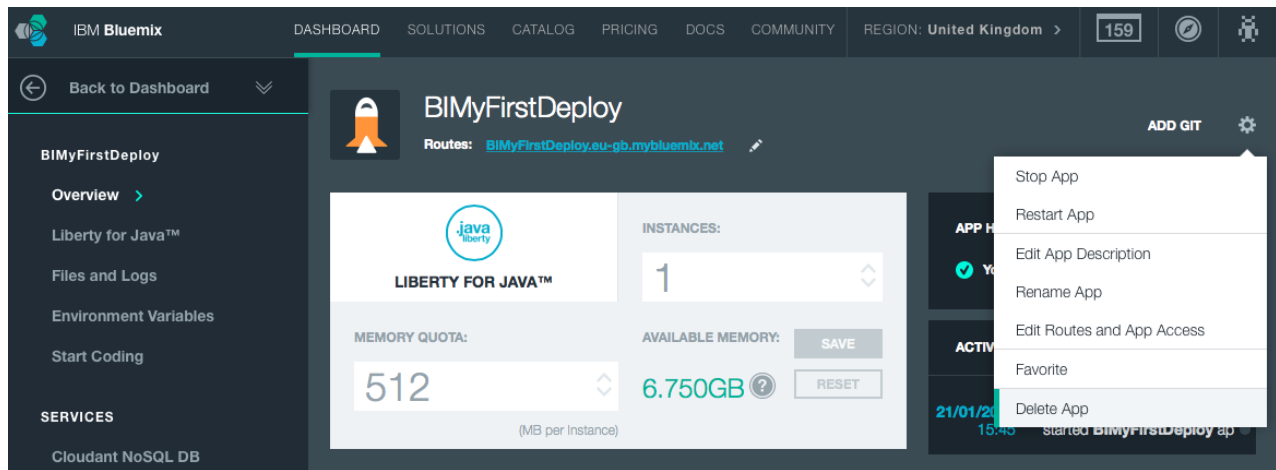 IBM Bluemix
DASHBOARD SOLUTIONS CATALOG PRICING DOCS COMMUNITY REGION: United Kingdom > 159
Back to Dashboard
BIMyFirstDeploy
Overview >
Liberty for Java™
Files and Logs
Environment Variables
Start Coding
SERVICES
Cloudant NoSQL DB
BIMyFirstDeploy
Routes: BIMyFirstDeploy.eu-gb.mybluemix.net
ADD GIT
java
liberty
LIBERTY FOR JAVA™
INSTANCES:
1
MEMORY QUOTA:
512
(MB per Instance)
AVAILABLE MEMORY:
6.750GB ?
SAVE
RESET
APP H
Yo
ACTIV
21/01/20
15:45 started BIMyFirstDeploy ap
Stop App
Restart App
Edit App Description
Rename App
Edit Routes and App Access
Favorite
Delete App